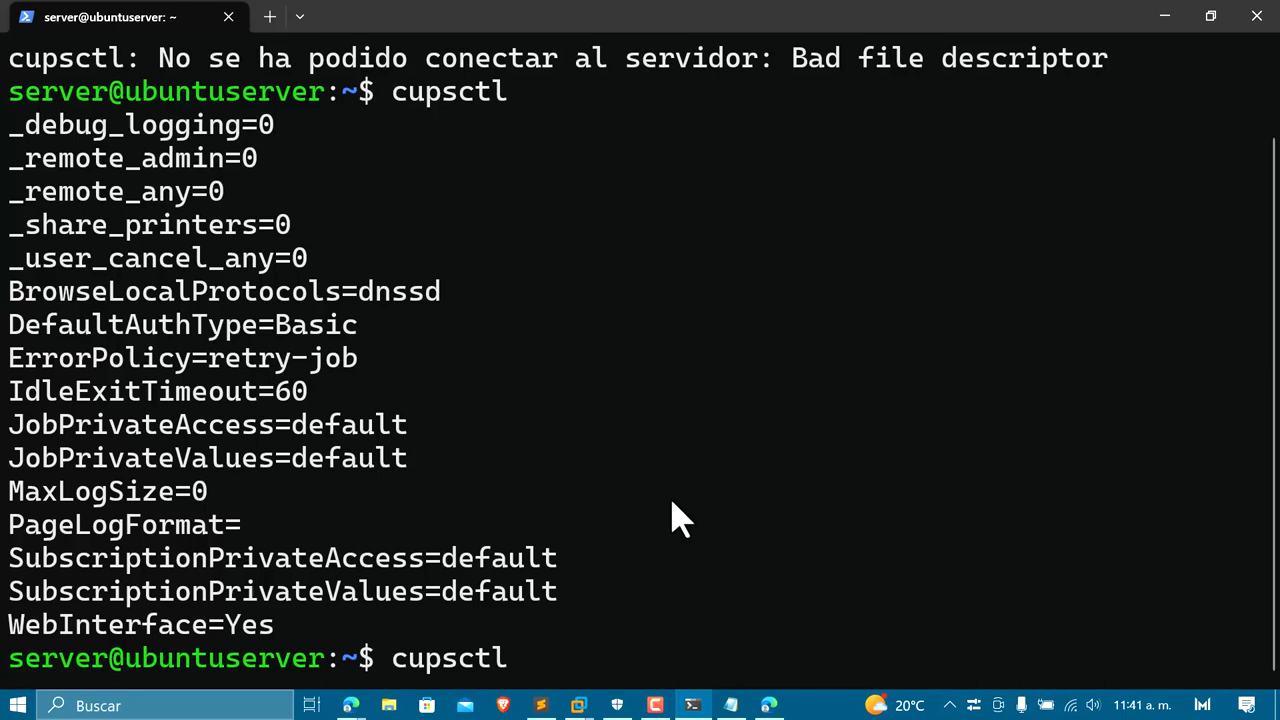 server@ubuntuserver: ~
cupsctl: No se ha podido conectar al servidor: Bad file descriptor
server@ubuntuserver:~$ cupsctl
_debug_logging=0
_remote_admin=0
_remote_any=0
_share_printers=0
_user_cancel_any=0
BrowseLocalProtocols=dnssd
DefaultAuthType=Basic
ErrorPolicy=retry-job
IdleExitTimeout=60
JobPrivateAccess=default
JobPrivateValues=default
MaxLogSize=0
PageLogFormat=
SubscriptionPrivateAccess=default
SubscriptionPrivateValues=default
WebInterface=Yes
server@ubuntuserver:~$ cupsctl
Buscar 20°C 11:41 a. m.